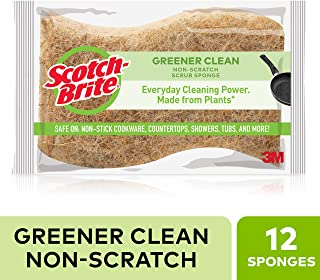 Scotch-
Brite
GREENER CLEAN
NON-SCRATCH
SCRUB SPONGE
Everyday Cleaning Power.
Made from Plants*
SAFE ON: NON-STICK COOKWARE, COUNTERTOPS, SHOWERS, TUBS, AND MORE!
3M
GREENER CLEAN
NON-SCRATCH
12
SPONGES